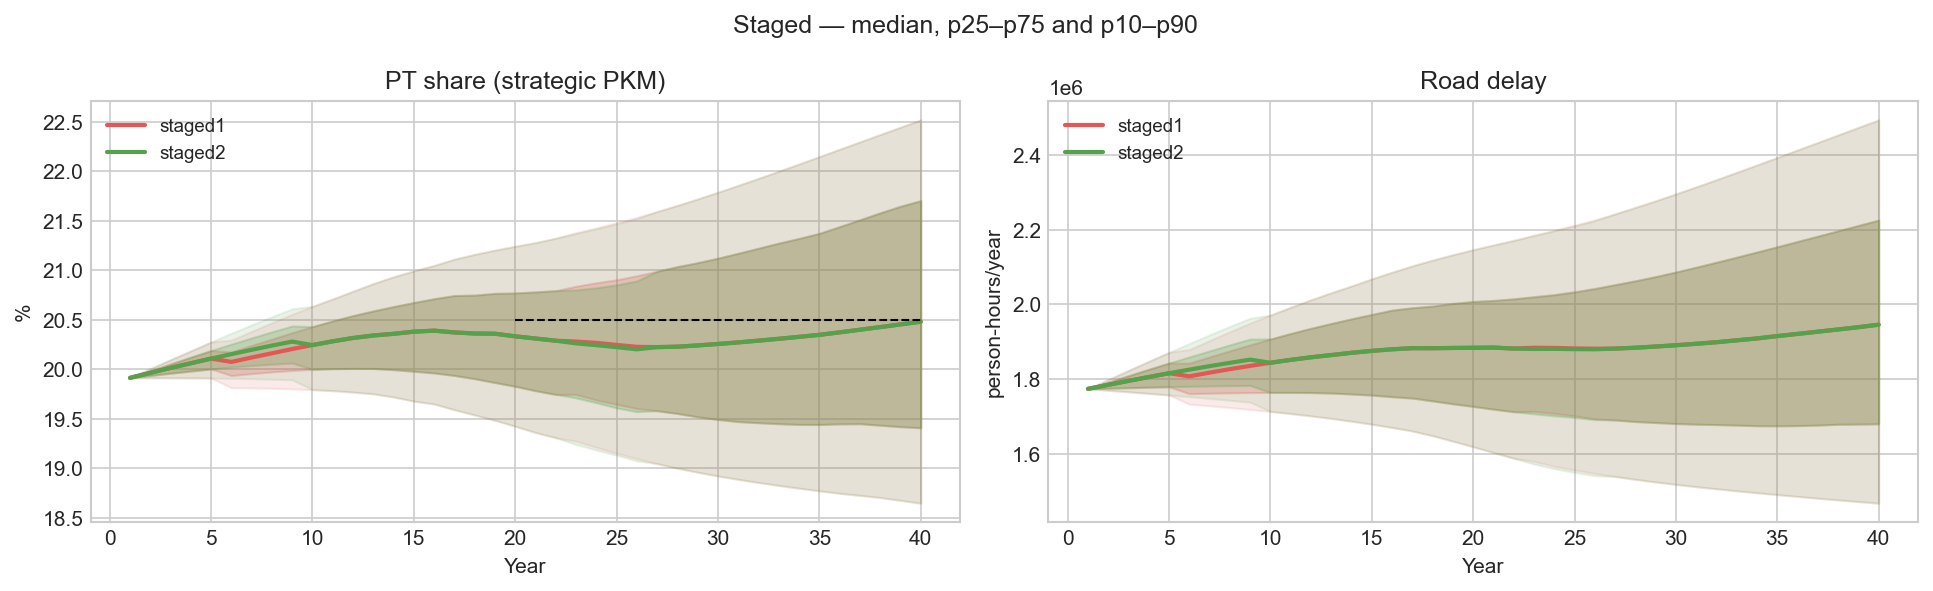 Staged — median, p25–p75 and p10–p90
PT share (strategic PKM)
staged1
staged2
22.5
22.0
21.5
21.0
20.5
20.0
19.5
19.0
18.5
%
0 5 10 15 20 25 30 35 40
Year
Road delay
1e6
staged1
staged2
2.4
2.2
2.0
1.8
1.6
person-hours/year
0 5 10 15 20 25 30 35 40
Year